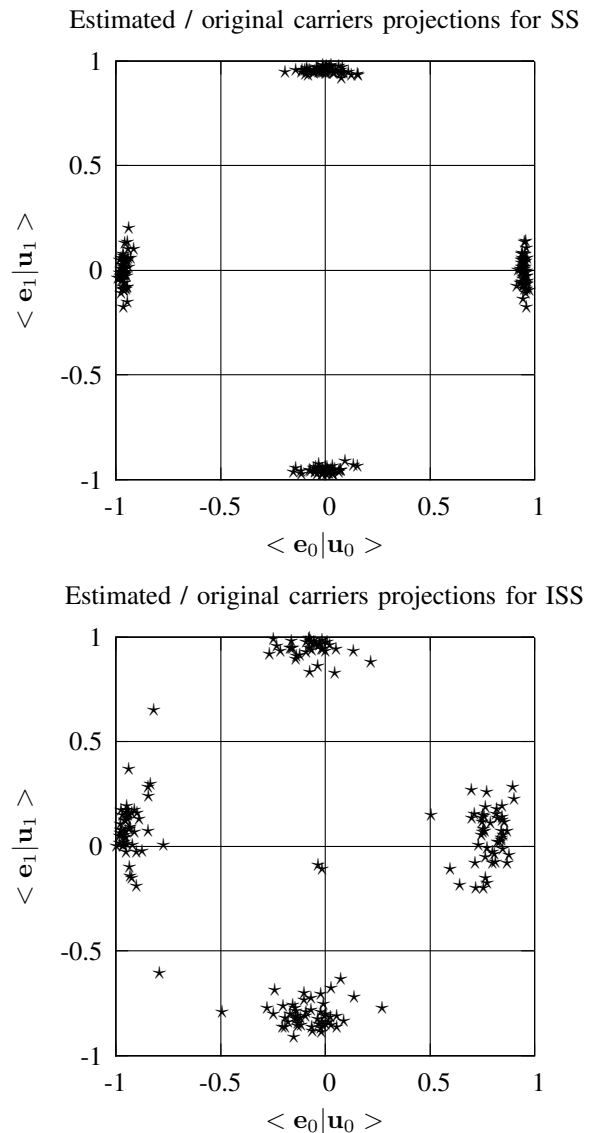 Estimated / original carriers projections for SS
1
0.5
0
-0.5
-1
-1 -0.5 0 0.5 1
< e₁|u₁ >
< e₀|u₀ >
Estimated / original carriers projections for ISS
1
0.5
0
-0.5
-1
-1 -0.5 0 0.5 1
< e₁|u₁ >
< e₀|u₀ >